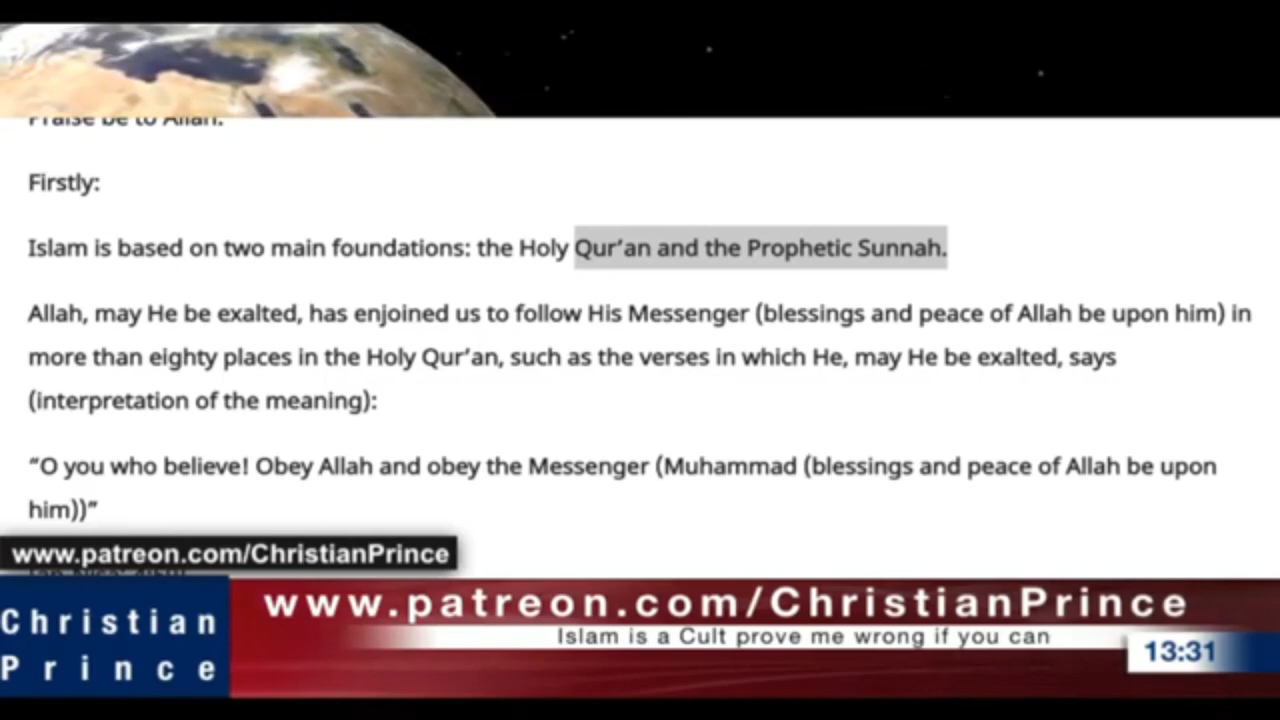 Praise be to Allah.
Firstly:
Islam is based on two main foundations: the Holy Qur’an and the Prophetic Sunnah.
Allah, may He be exalted, has enjoined us to follow His Messenger (blessings and peace of Allah be upon him) in
more than eighty places in the Holy Qur’an, such as the verses in which He, may He be exalted, says
(interpretation of the meaning):
“O you who believe! Obey Allah and obey the Messenger (Muhammad (blessings and peace of Allah be upon
him))”
www.patreon.com/ChristianPrince
www.patreon.com/ChristianPrince
Islam is a Cult prove me wrong if you can
Christian
Prince
13:31